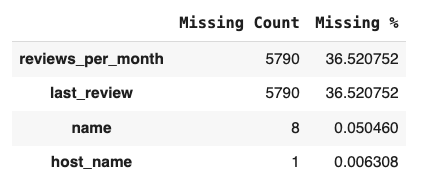 Missing Count Missing %
reviews_per_month 5790 36.520752
last_review 5790 36.520752
name 8 0.050460
host_name 1 0.006308